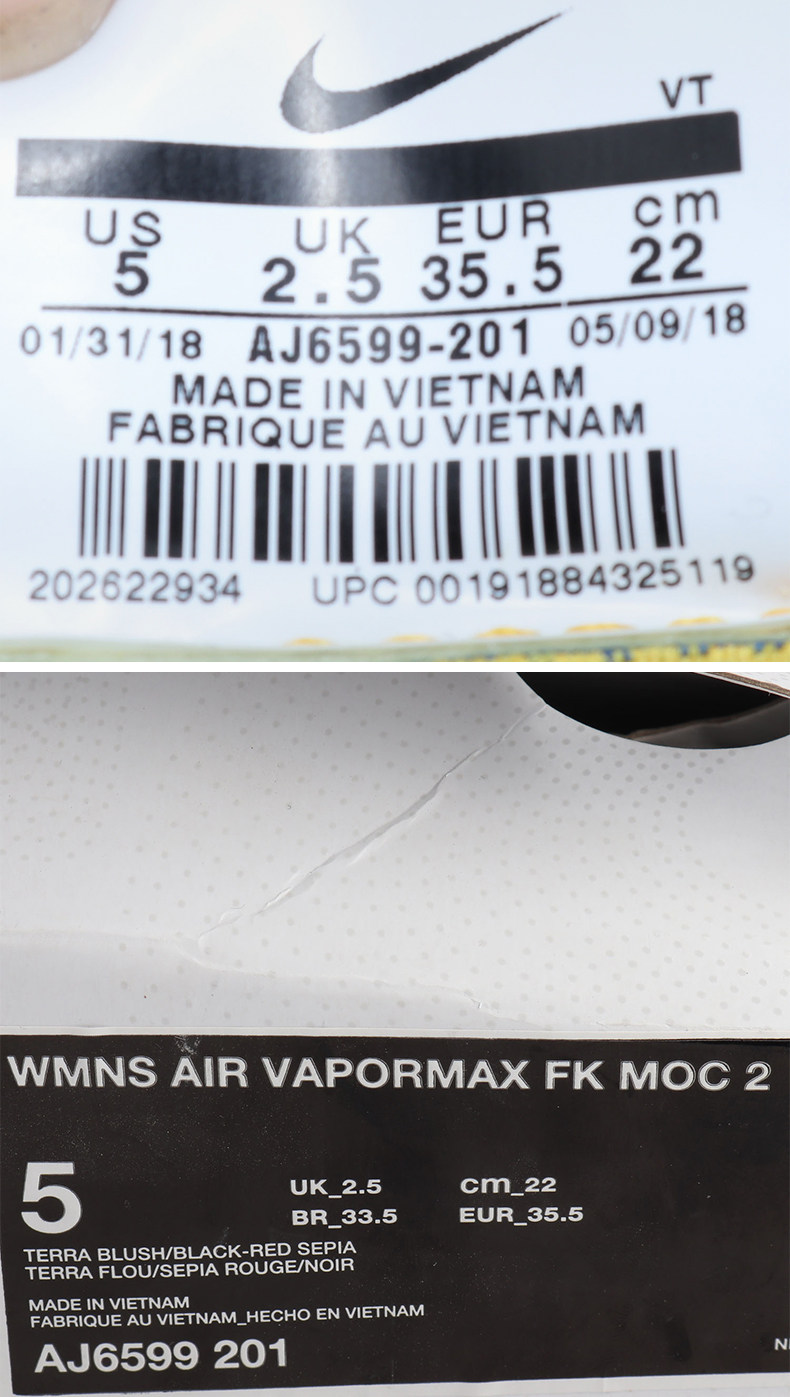 VT
US UK EUR cm
5 2.5 35.5 22
01/31/18 AJ6599-201 05/09/18
MADE IN VIETNAM
FABRIQUE AU VIETNAM
202622934 UPC 00191884325119
WMNS AIR VAPORMAX FK MOC 2
5
UK_2.5 cm_22
BR_33.5 EUR_35.5
TERRA BLUSH/BLACK-RED SEPIA
TERRA FLOU/SEPIA ROUGE/NOIR
MADE IN VIETNAM
FABRIQUE AU VIETNAM_HECHO EN VIETNAM
AJ6599 201